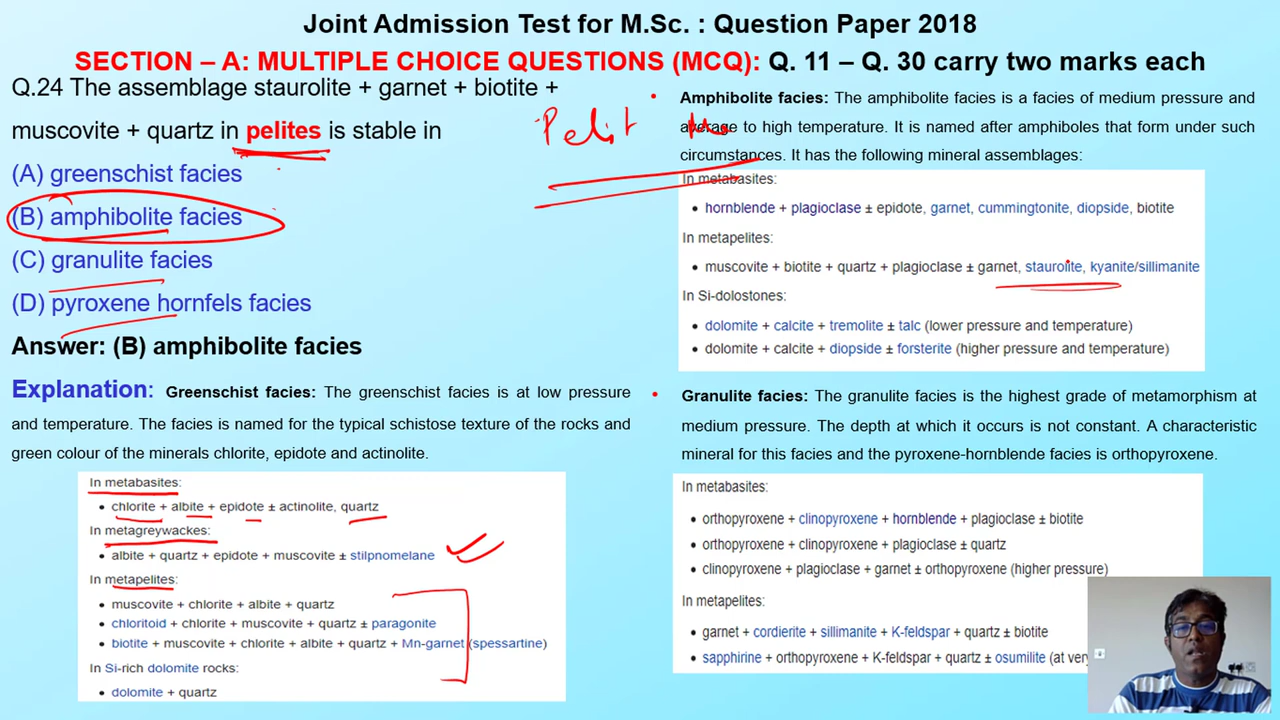 Joint Admission Test for M.Sc. : Question Paper 2018
SECTION – A: MULTIPLE CHOICE QUESTIONS (MCQ): Q. 11 – Q. 30 carry two marks each
Q.24 The assemblage staurolite + garnet + biotite +
muscovite + quartz in pelites is stable in
(A) greenschist facies
(B) amphibolite facies
(C) granulite facies
(D) pyroxene hornfels facies
Answer: (B) amphibolite facies
Explanation: Greenschist facies: The greenschist facies is at low pressure
and temperature. The facies is named for the typical schistose texture of the rocks and
green colour of the minerals chlorite, epidote and actinolite.
In metabasites:
• chlorite + albite + epidote ± actinolite, quartz
In metagreywackes:
• albite + quartz + epidote + muscovite ± stilpnomelane
In metapelites:
• muscovite + chlorite + albite + quartz
• chloritoid + chlorite + muscovite + quartz ± paragonite
• biotite + muscovite + chlorite + albite + quartz + Mn-garnet (spessartine)
In Si-rich dolomite rocks:
• dolomite + quartz
Pelit
• Amphibolite facies: The amphibolite facies is a facies of medium pressure and
average to high temperature. It is named after amphiboles that form under such
circumstances. It has the following mineral assemblages:
In metabasites:
• hornblende + plagioclase ± epidote, garnet, cummingtonite, diopside, biotite
In metapelites:
• muscovite + biotite + quartz + plagioclase ± garnet, staurolite, kyanite/sillimanite
In Si-dolostones:
• dolomite + calcite + tremolite ± talc (lower pressure and temperature)
• dolomite + calcite + diopside ± forsterite (higher pressure and temperature)
• Granulite facies: The granulite facies is the highest grade of metamorphism at
medium pressure. The depth at which it occurs is not constant. A characteristic
mineral for this facies and the pyroxene-hornblende facies is orthopyroxene.
In metabasites:
• orthopyroxene + clinopyroxene + hornblende + plagioclase ± biotite
• orthopyroxene + clinopyroxene + plagioclase ± quartz
• clinopyroxene + plagioclase + garnet ± orthopyroxene (higher pressure)
In metapelites:
• garnet + cordierite + sillimanite + K-feldspar + quartz ± biotite
• sapphirine + orthopyroxene + K-feldspar + quartz ± osumilite (at very